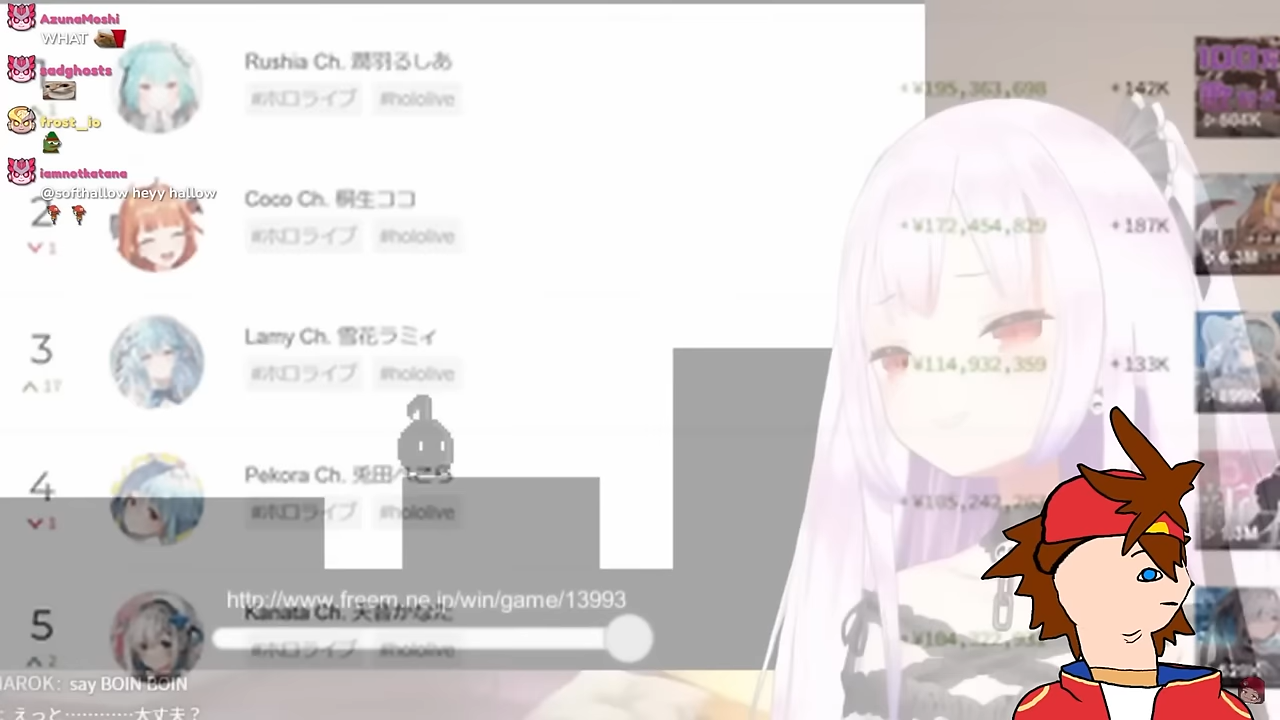 AzunaMoshi
WHAT
sadghosts
frost_io
iamnotkatana
@softhallow heyy hallow
Rushia Ch. 潤羽るしあ
#ホロライブ #hololive
+¥195,363,698 +142K
2
1
Coco Ch. 桐生ココ
#ホロライブ #hololive
+¥172,454,829 +187K
3
17
Lamy Ch. 雪花ラミィ
#ホロライブ #hololive
+¥114,932,359 +133K
4
1
Pekora Ch. 兎田ぺこら
#ホロライブ #hololive
http://www.freem.ne.jp/win/game/13993
5
2
Kanata Ch. 天音かなた
#ホロライブ #hololive
say BOIN BOIN
えっと…………大丈夫？